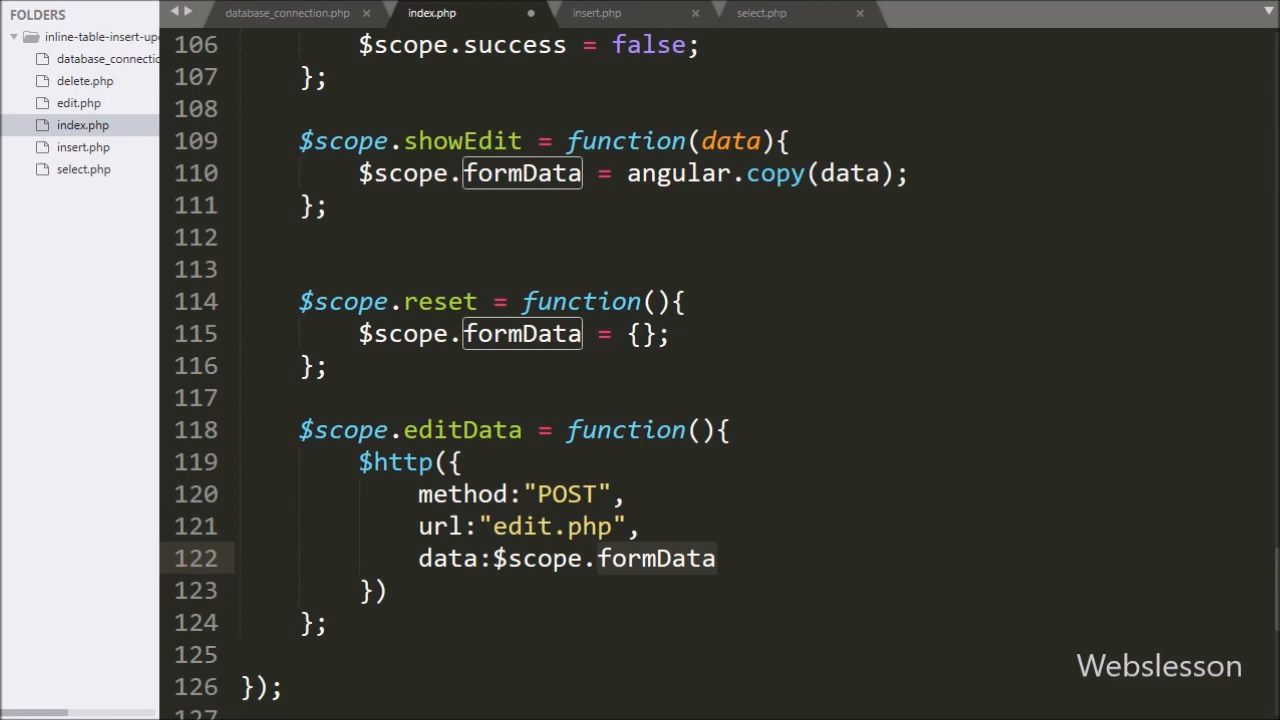 FOLDERS
inline-table-insert-upd
database_connectio
delete.php
edit.php
index.php
insert.php
select.php
database_connection.php
index.php
insert.php
select.php
106 $scope.success = false;
107 };
108
109 $scope.showEdit = function(data){
110 $scope.formData = angular.copy(data);
111 };
112
113
114 $scope.reset = function(){
115 $scope.formData = {};
116 };
117
118 $scope.editData = function(){
119 $http({
120 method:"POST",
121 url:"edit.php",
122 data:$scope.formData
123 })
124 };
125
126 });
127
Webslesson